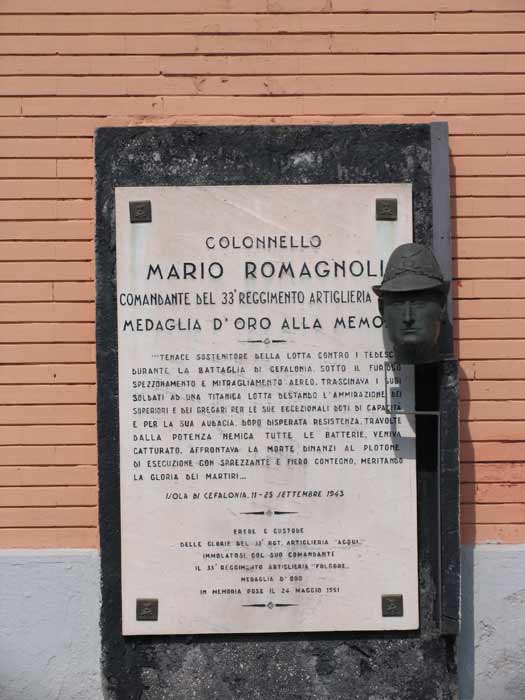 COLONNELLO
MARIO ROMAGNOLI
COMANDANTE DEL 33° REGGIMENTO ARTIGLIERIA
MEDAGLIA D'ORO ALLA
"TENACE SOSTENITORE DELLA LOTTA CONTRO I TEDESCHI
DURANTE LA BATTAGLIA DI CEFALONIA, SOTTO IL FURIOSO
SPEZZONAMENTO E MITRAGLIAMENTO AEREO, TRASCINAVA I SUOI
SOLDATI AD UNA TITANICA LOTTA DESTANDO L'AMMIRAZIONE DEI
SUPERIORI E DEI GREGARI PER LE SUE ECCEZIONALI DOTI DI CAPACITÀ
E PER LA SUA AUDACIA. DOPO DISPERATA RESISTENZA, TRAVOLTE
DALLA POTENZA NEMICA TUTTE LE BATTERIE, VENIVA
CATTURATO. AFFRONTAVA LA MORTE DINANZI AL PLOTONE
DI ESECUZIONE CON SPREZZANTE E FIERO CONTEGNO, MERITANDO
LA GLORIA DEI MARTIRI"
ISOLA DI CEFALONIA, 11-25 SETTEMBRE 1943
EREDE E CUSTODE
DELLE GLORIE DEL 33° RGT. ARTIGLIERIA "ACQUI"
IMMOLATOSI COL SUO COMANDANTE
IL 33° REGGIMENTO ARTIGLIERIA "FOLGORE"
MEDAGLIA D'ORO
IN MEMORIA POSE IL 24 MAGGIO 1951